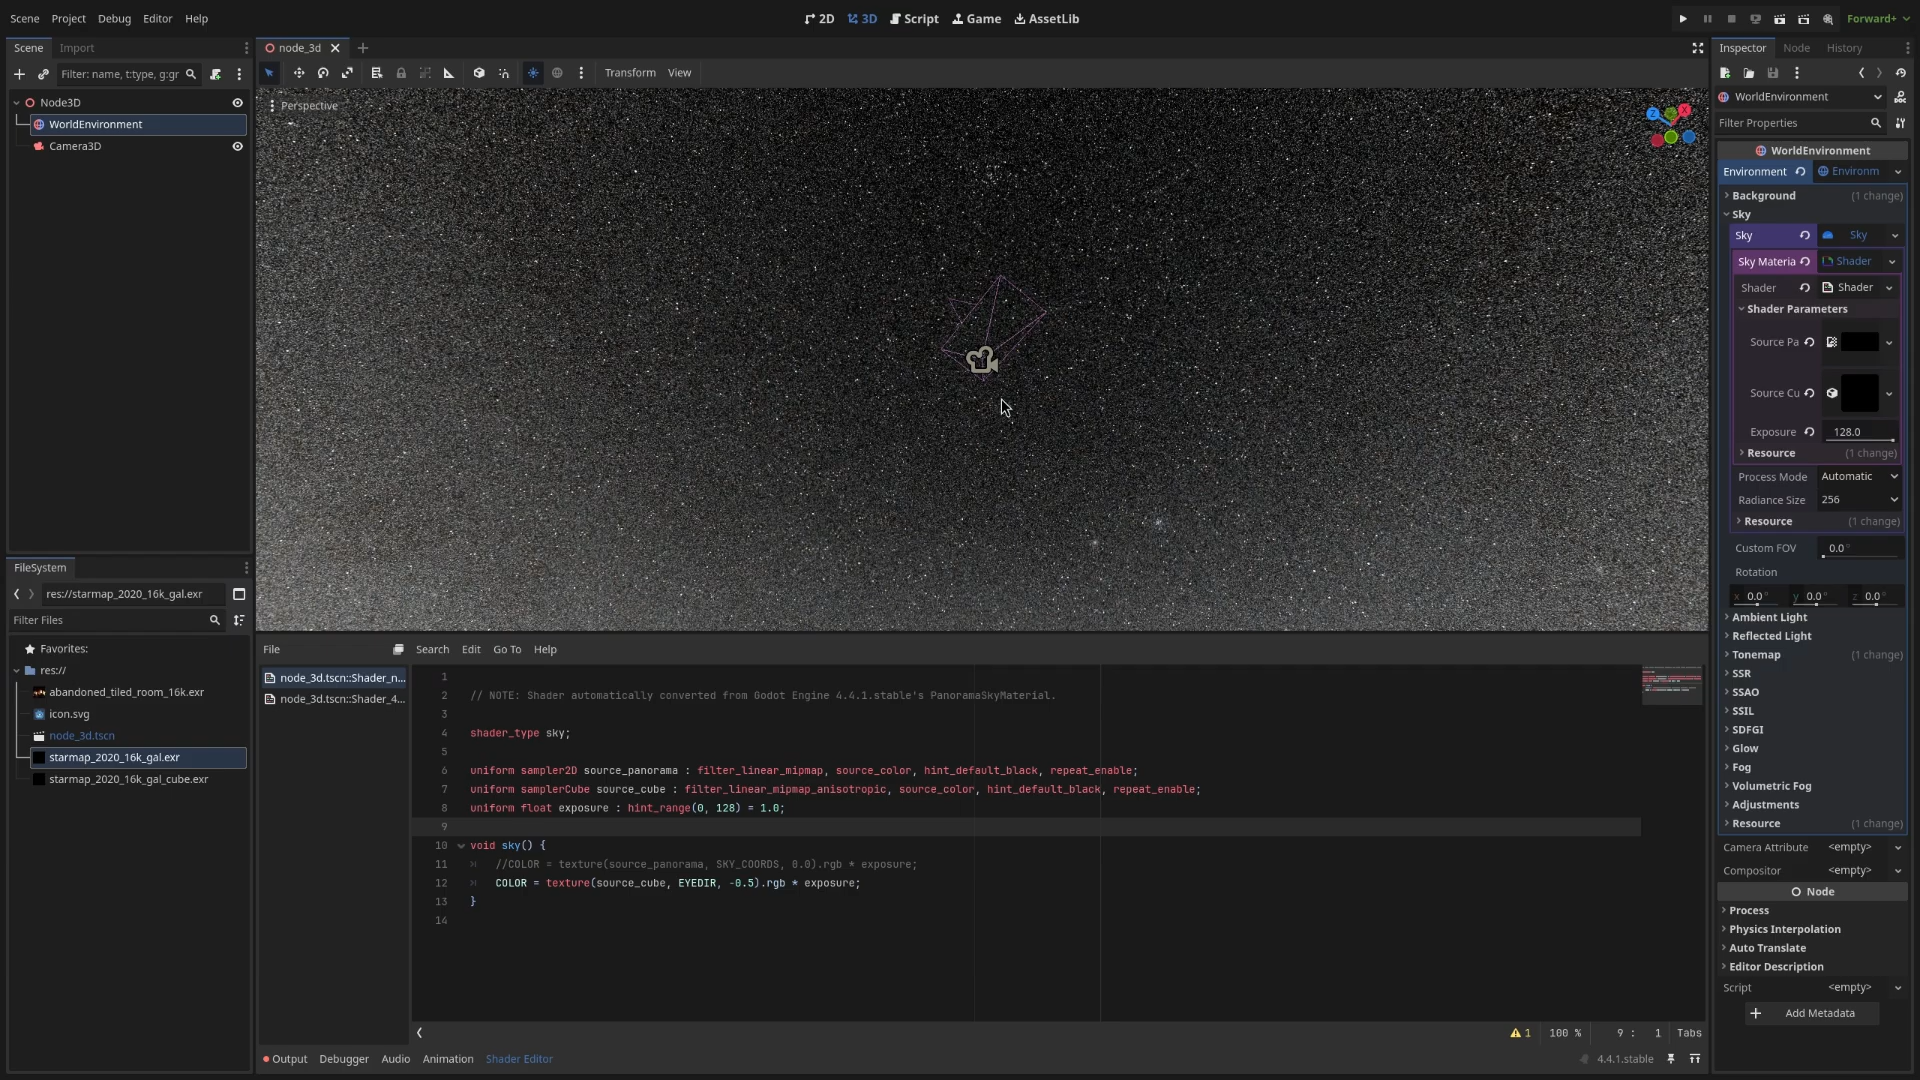 Scene Project Debug Editor Help
2D 3D Script Game AssetLib
Forward+
Scene Import
Filter: name, t:type, g:gr
Node3D
WorldEnvironment
Camera3D
node_3d
Transform View
Perspective
X
Z
FileSystem
res://starmap_2020_16k_gal.exr
Filter Files
Favorites:
res://
abandoned_tiled_room_16k.exr
icon.svg
node_3d.tscn
starmap_2020_16k_gal.exr
starmap_2020_16k_gal_cube.exr
File Search Edit Go To Help
node_3d.tscn::Shader_n...
node_3d.tscn::Shader_4...
1
2 // NOTE: Shader automatically converted from Godot Engine 4.4.1.stable's PanoramaSkyMaterial.
3
4 shader_type sky;
5
6 uniform sampler2D source_panorama : filter_linear_mipmap, source_color, hint_default_black, repeat_enable;
7 uniform samplerCube source_cube : filter_linear_mipmap_anisotropic, source_color, hint_default_black, repeat_enable;
8 uniform float exposure : hint_range(0, 128) = 1.0;
9
10 void sky() {
11 //COLOR = texture(source_panorama, SKY_COORDS, 0.0).rgb * exposure;
12 COLOR = texture(source_cube, EYEDIR, -0.5).rgb * exposure;
13 }
14
1 100 % 9 : 1 Tabs
Output Debugger Audio Animation Shader Editor
4.4.1.stable
Inspector Node History
WorldEnvironment
Filter Properties
WorldEnvironment
Environment Environm
Background (1 change)
Sky
Sky Sky
Sky Materia Shader
Shader Shader
Shader Parameters
Source Pa
Source Cu
Exposure 128.0
Resource (1 change)
Process Mode Automatic
Radiance Size 256
Resource (1 change)
Custom FOV 0.0 °
Rotation
x 0.0 ° y 0.0 ° z 0.0 °
Ambient Light
Reflected Light
Tonemap (1 change)
SSR
SSAO
SSIL
SDFGI
Glow
Fog
Volumetric Fog
Adjustments
Resource (1 change)
Camera Attribute <empty>
Compositor <empty>
Node
Process
Physics Interpolation
Auto Translate
Editor Description
Script <empty>
Add Metadata